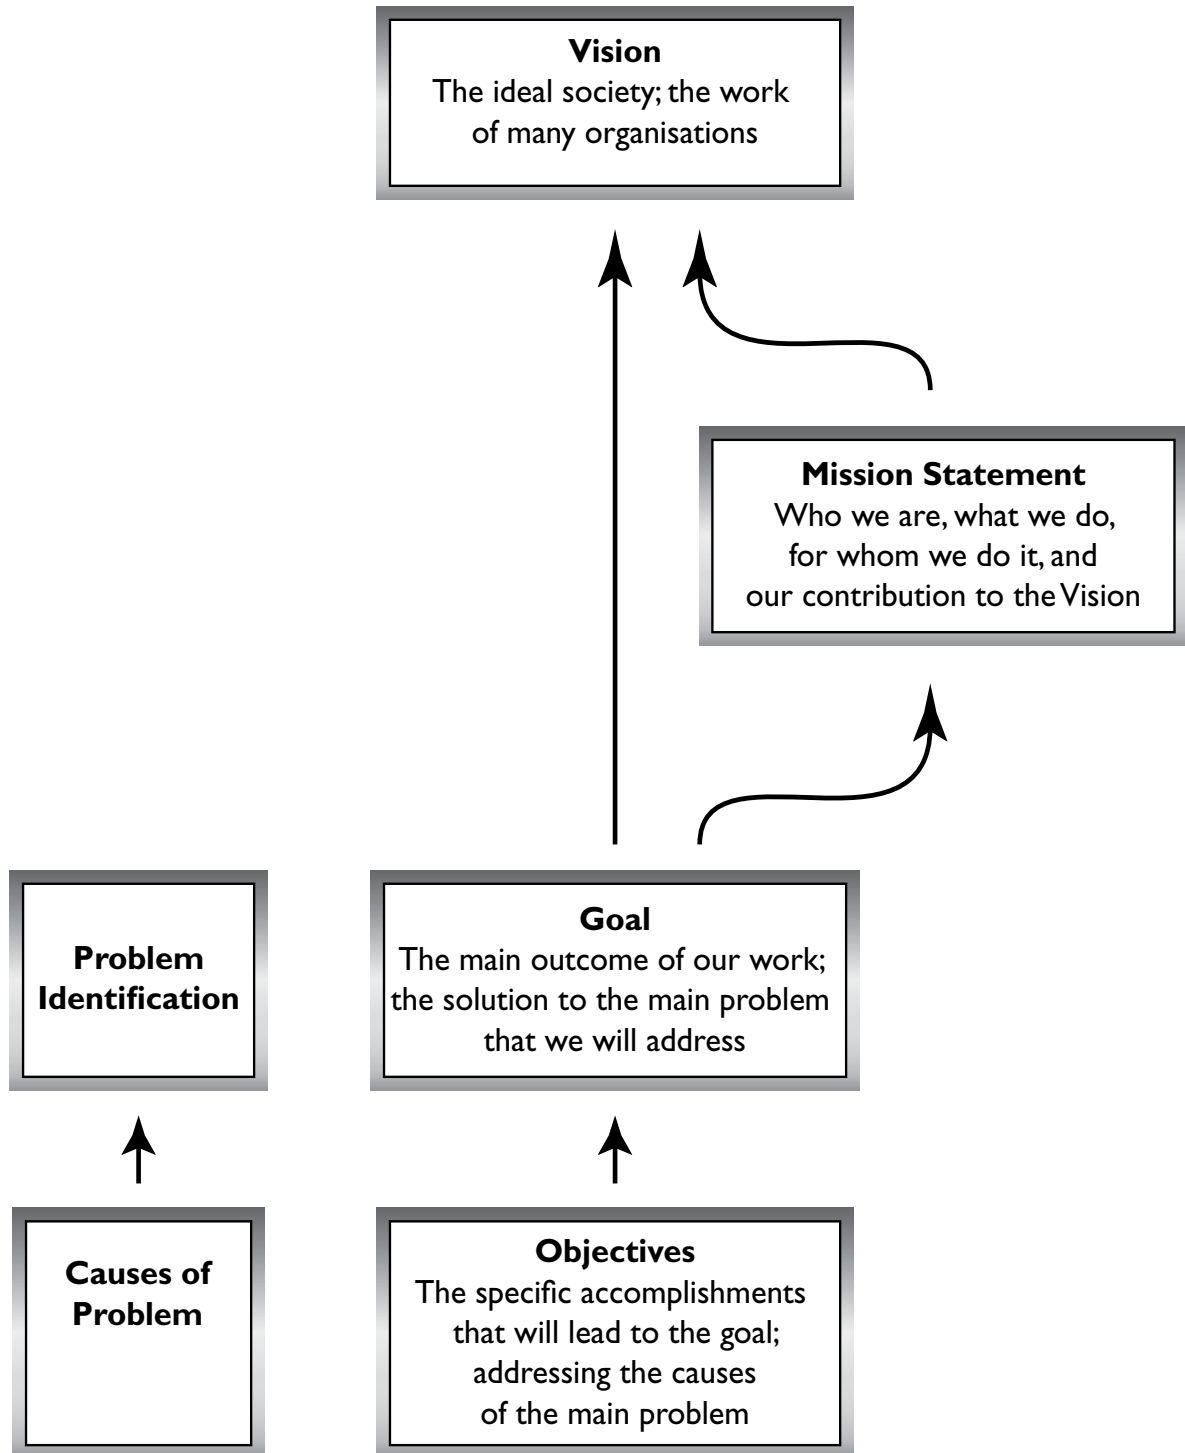 Vision
The ideal society; the work
of many organisations
Mission Statement
Who we are, what we do,
for whom we do it, and
our contribution to the Vision
Problem
Identification
Goal
The main outcome of our work;
the solution to the main problem
that we will address
Causes of
Problem
Objectives
The specific accomplishments
that will lead to the goal;
addressing the causes
of the main problem